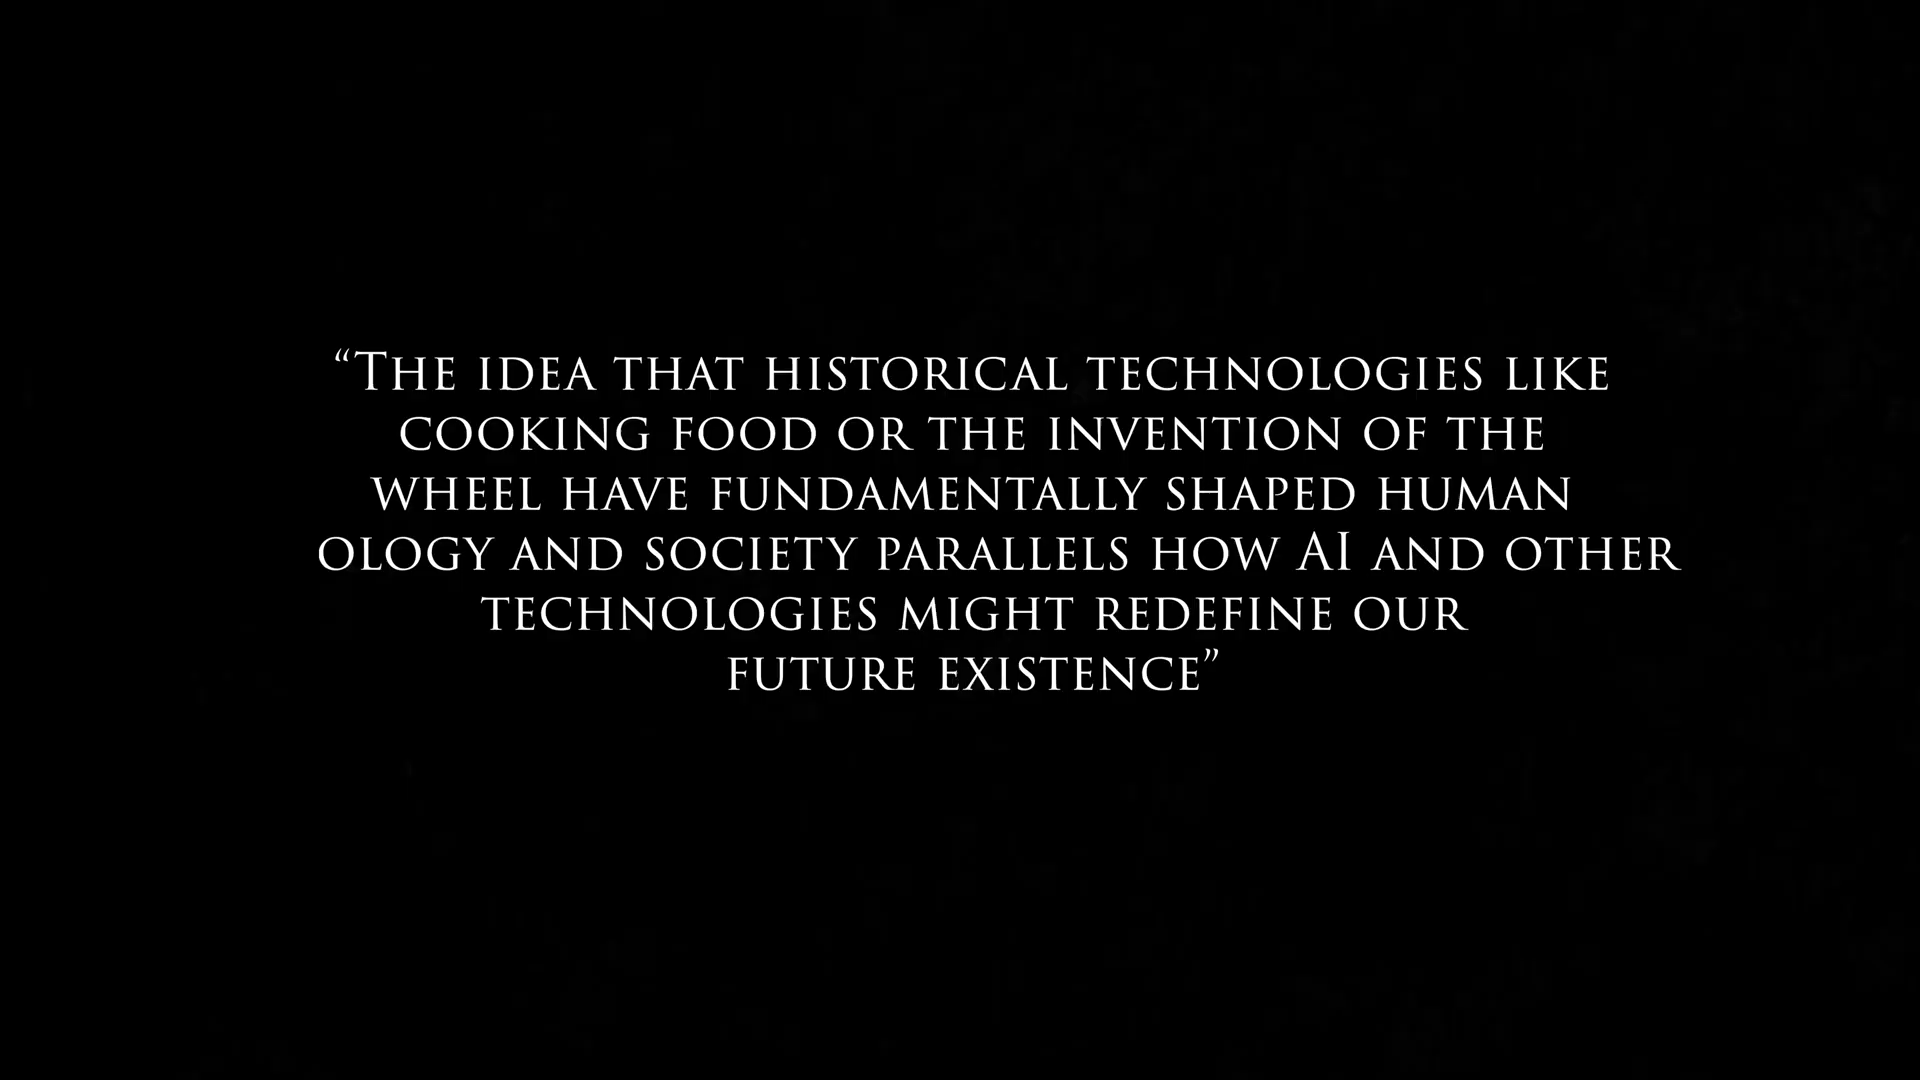 “The idea that historical technologies like
cooking food or the invention of the
wheel have fundamentally shaped human
ology and society parallels how AI and other
technologies might redefine our
future existence”